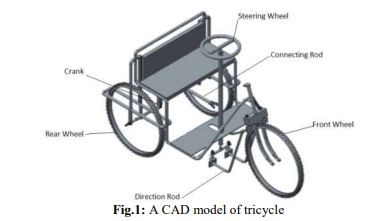 Steering Wheel
Connecting Rod
Crank
Rear Wheel
Front Wheel
Direction Rod
Fig.1: A CAD model of tricycle